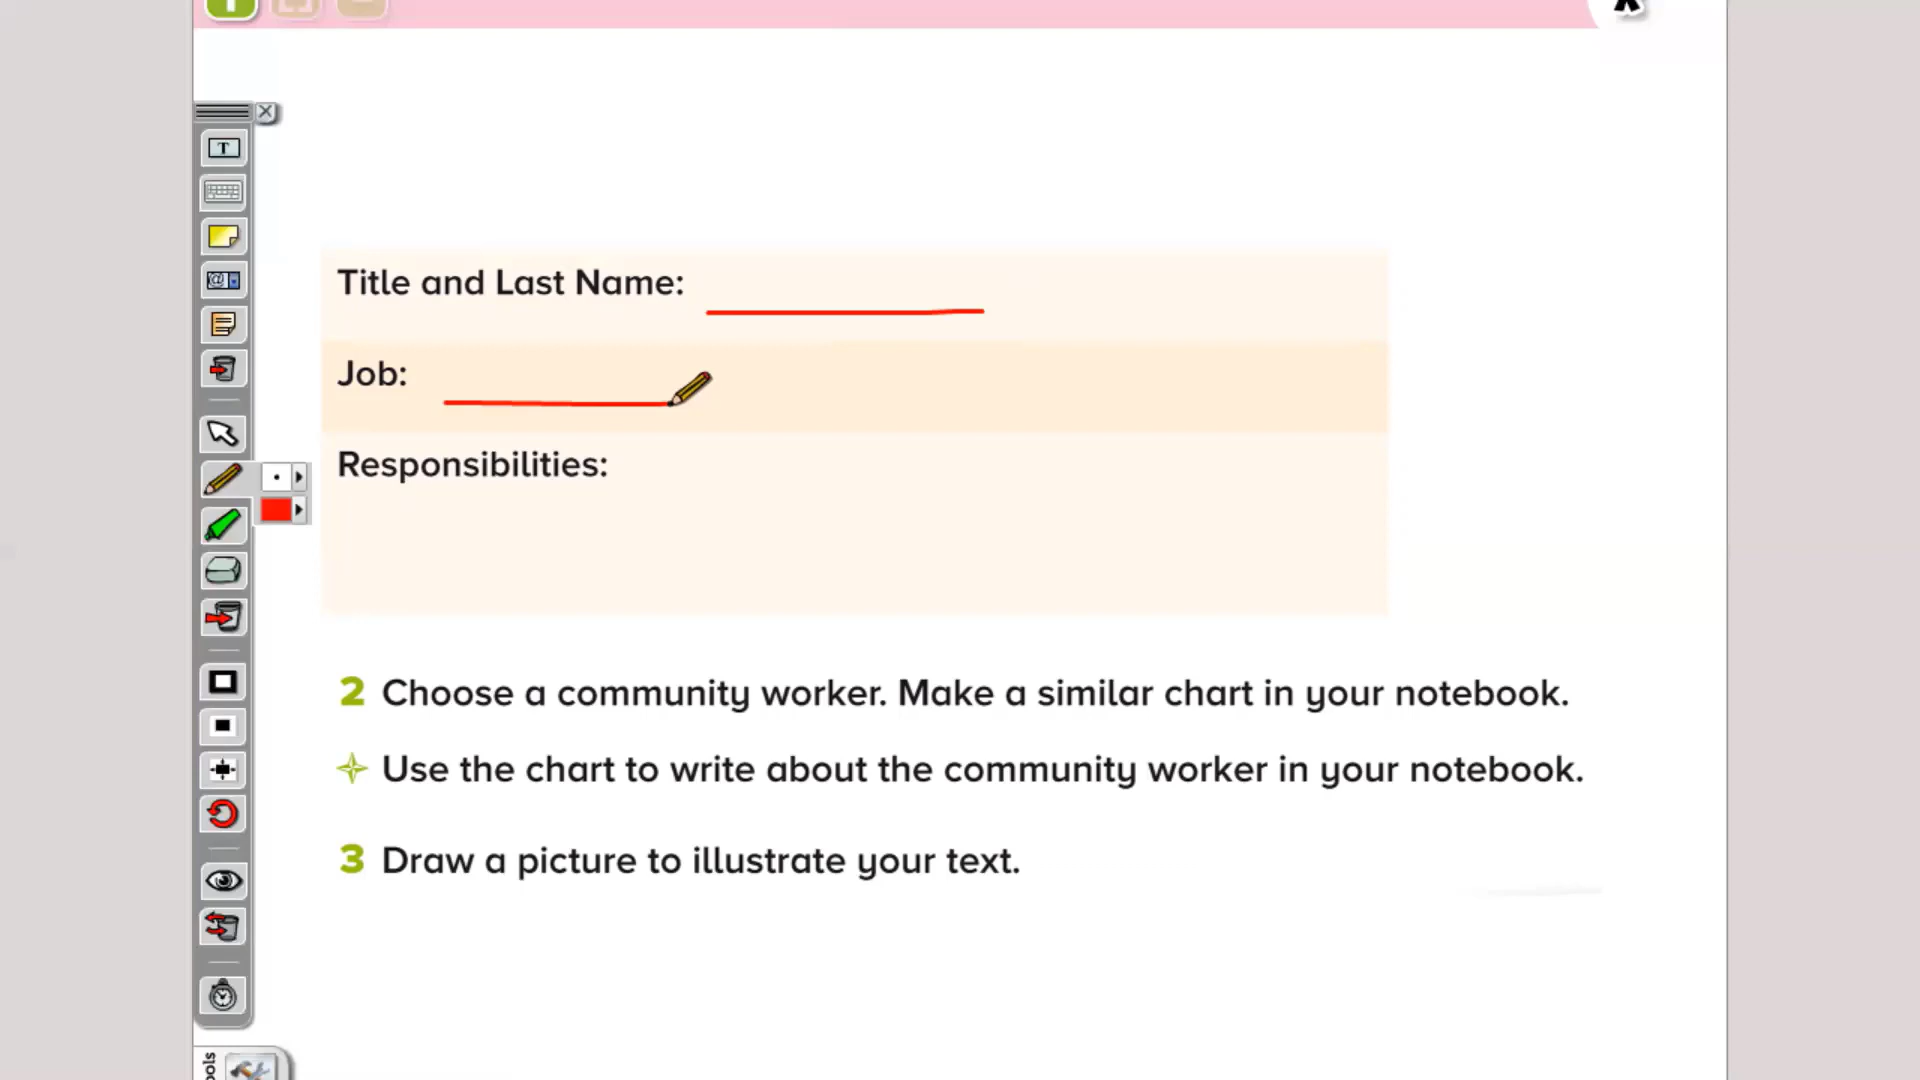 T
@
Title and Last Name:
Job:
Responsibilities:
2 Choose a community worker. Make a similar chart in your notebook.
Use the chart to write about the community worker in your notebook.
3 Draw a picture to illustrate your text.